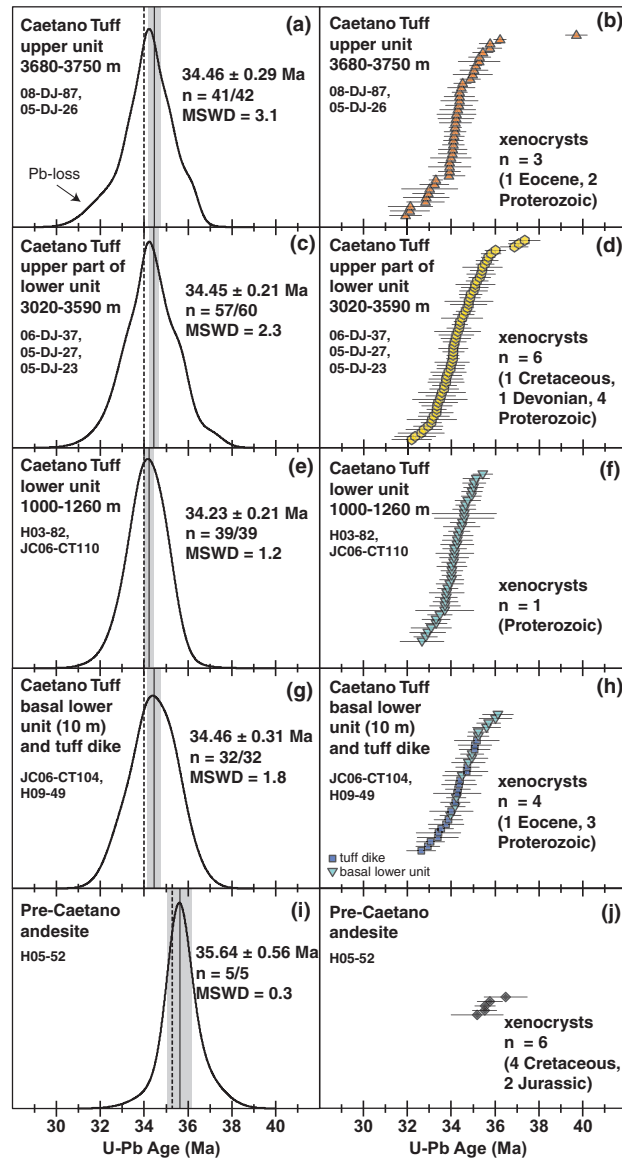 (a)
Caetano Tuff
upper unit
3680-3750 m
08-DJ-87,
05-DJ-26
34.46 ± 0.29 Ma
n = 41/42
MSWD = 3.1
Pb-loss
(b)
Caetano Tuff
upper unit
3680-3750 m
08-DJ-87,
05-DJ-26
xenocrysts
n = 3
(1 Eocene, 2
Proterozoic)
(c)
Caetano Tuff
upper part of
lower unit
3020-3590 m
06-DJ-37,
05-DJ-27,
05-DJ-23
34.45 ± 0.21 Ma
n = 57/60
MSWD = 2.3
(d)
Caetano Tuff
upper part of
lower unit
3020-3590 m
06-DJ-37,
05-DJ-27,
05-DJ-23
xenocrysts
n = 6
(1 Cretaceous,
1 Devonian, 4
Proterozoic)
(e)
Caetano Tuff
lower unit
1000-1260 m
H03-82,
JC06-CT110
34.23 ± 0.21 Ma
n = 39/39
MSWD = 1.2
(f)
Caetano Tuff
lower unit
1000-1260 m
H03-82,
JC06-CT110
xenocrysts
n = 1
(Proterozoic)
(g)
Caetano Tuff
basal lower
unit (10 m)
and tuff dike
JC06-CT104,
H09-49
34.46 ± 0.31 Ma
n = 32/32
MSWD = 1.8
(h)
Caetano Tuff
basal lower
unit (10 m)
and tuff dike
JC06-CT104,
H09-49
xenocrysts
n = 4
(1 Eocene, 3
Proterozoic)
tuff dike
basal lower unit
(i)
Pre-Caetano
andesite
H05-52
35.64 ± 0.56 Ma
n = 5/5
MSWD = 0.3
(j)
Pre-Caetano
andesite
H05-52
xenocrysts
n = 6
(4 Cretaceous,
2 Jurassic)
30 32 34 36 38 40
U-Pb Age (Ma)
30 32 34 36 38 40
U-Pb Age (Ma)